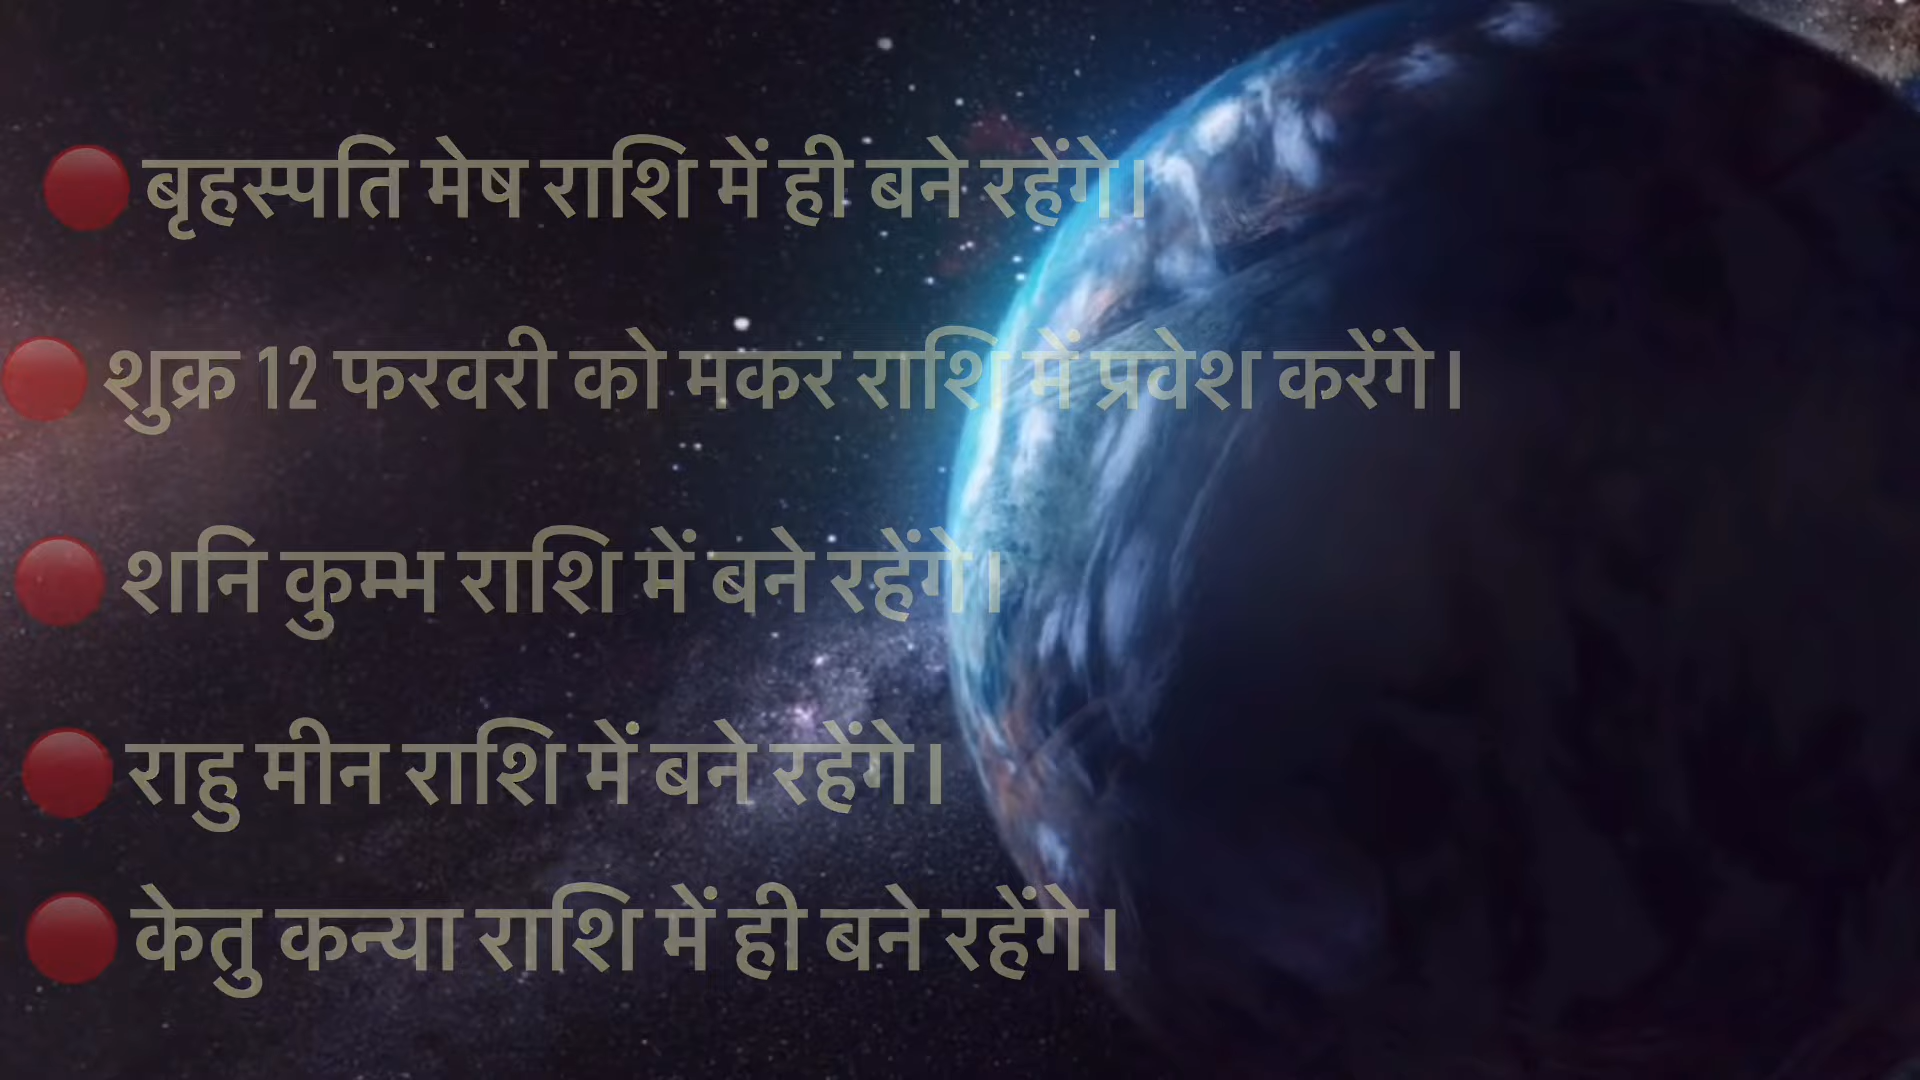 बृहस्पति मेष राशि में ही बने रहेंगे।
शुक्र 12 फरवरी को मकर राशि में प्रवेश करेंगे।
शनि कुम्भ राशि में बने रहेंगे।
राहु मीन राशि में बने रहेंगे।
केतु कन्या राशि में ही बने रहेंगे।